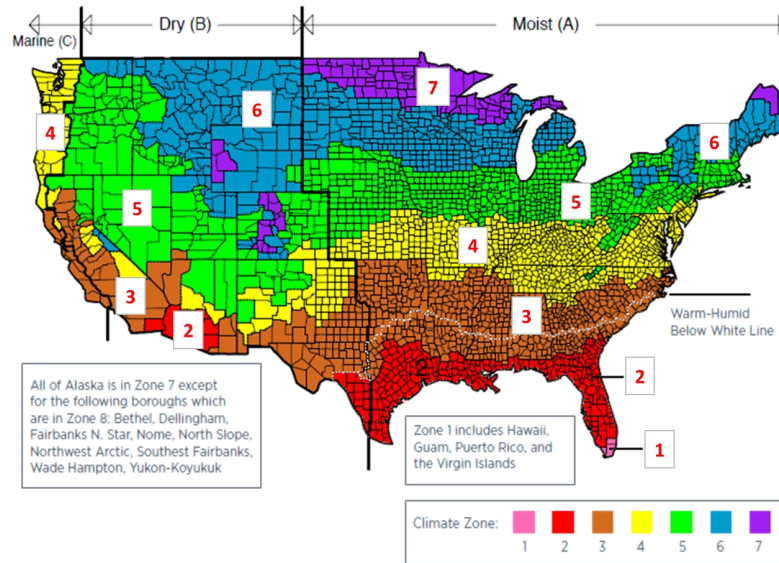 Dry (B)
Moist (A)
Marine (C)
7
6
4
6
5
5
4
3
3
2
Warm-Humid
Below White Line
2
2
1
All of Alaska is in Zone 7 except
for the following boroughs which
are in Zone 8: Bethel, Dellingham,
Fairbanks N. Star, Nome, North Slope,
Northwest Arctic, Southest Fairbanks,
Wade Hampton, Yukon-Koyukuk
Zone 1 includes Hawaii,
Guam, Puerto Rico, and
the Virgin Islands
Climate Zone:
1 2 3 4 5 6 7